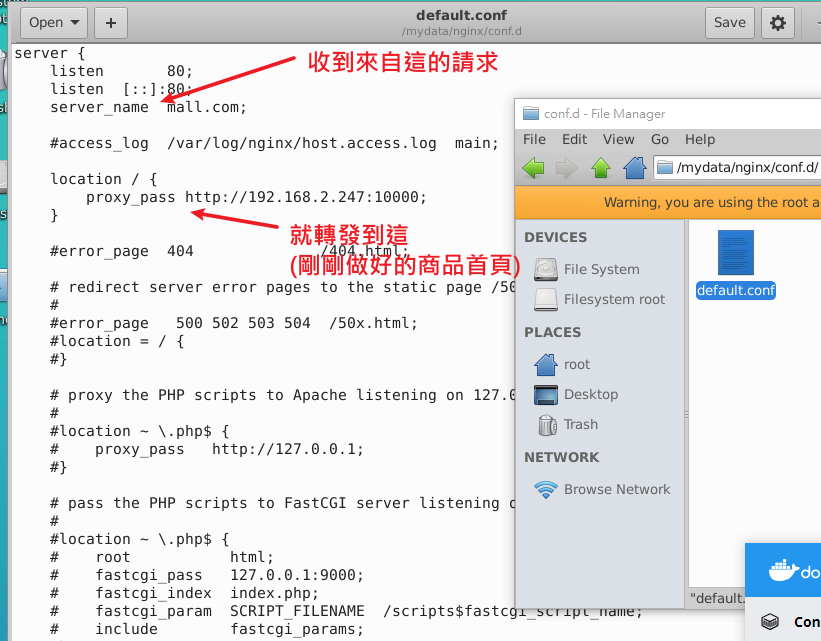 Open
+
default.conf
/mydata/nginx/conf.d
Save
server {
listen 80;
listen [::]:80;
server_name mall.com;
收到來自這的請求
#access_log /var/log/nginx/host.access.log main;
location / {
proxy_pass http://192.168.2.247:10000;
}
就轉發到這
(剛剛做好的商品首頁)
#error_page 404 /404.html;
# redirect server error pages to the static page /50
#
#error_page 500 502 503 504 /50x.html;
#location = / {
#}
# proxy the PHP scripts to Apache listening on 127.0
#
#location ~ \.php$ {
# proxy_pass http://127.0.0.1;
#}
# pass the PHP scripts to FastCGI server listening
#
#location ~ \.php$ {
# root html;
# fastcgi_pass 127.0.0.1:9000;
# fastcgi_index index.php;
# fastcgi_param SCRIPT_FILENAME /scripts$fastcgi_script_name;
# include fastcgi_params;
conf.d - File Manager
File Edit View Go Help
/mydata/nginx/conf.d/
Warning, you are using the root a
DEVICES
File System
Filesystem root
PLACES
root
Desktop
Trash
NETWORK
Browse Network
default.conf
"default.
do
Con